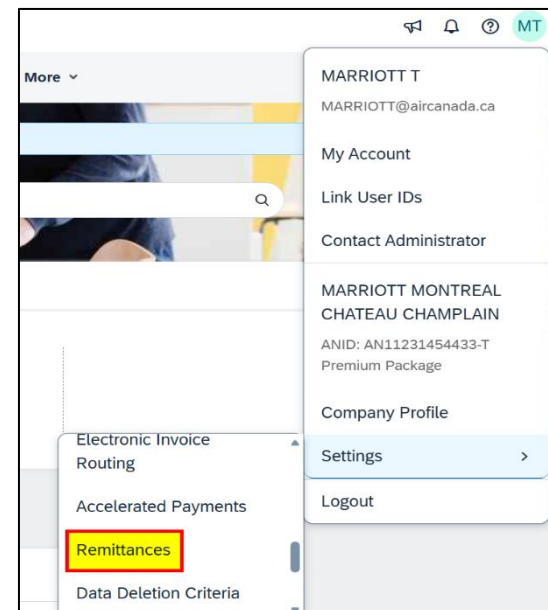 MT
More
MARRIOTT T
MARRIOTT@aircanada.ca
My Account
Link User IDs
Contact Administrator
MARRIOTT MONTREAL
CHATEAU CHAMPLAIN
ANID: AN11231454433-T
Premium Package
Company Profile
Settings
Logout
Electronic Invoice
Routing
Accelerated Payments
Remittances
Data Deletion Criteria